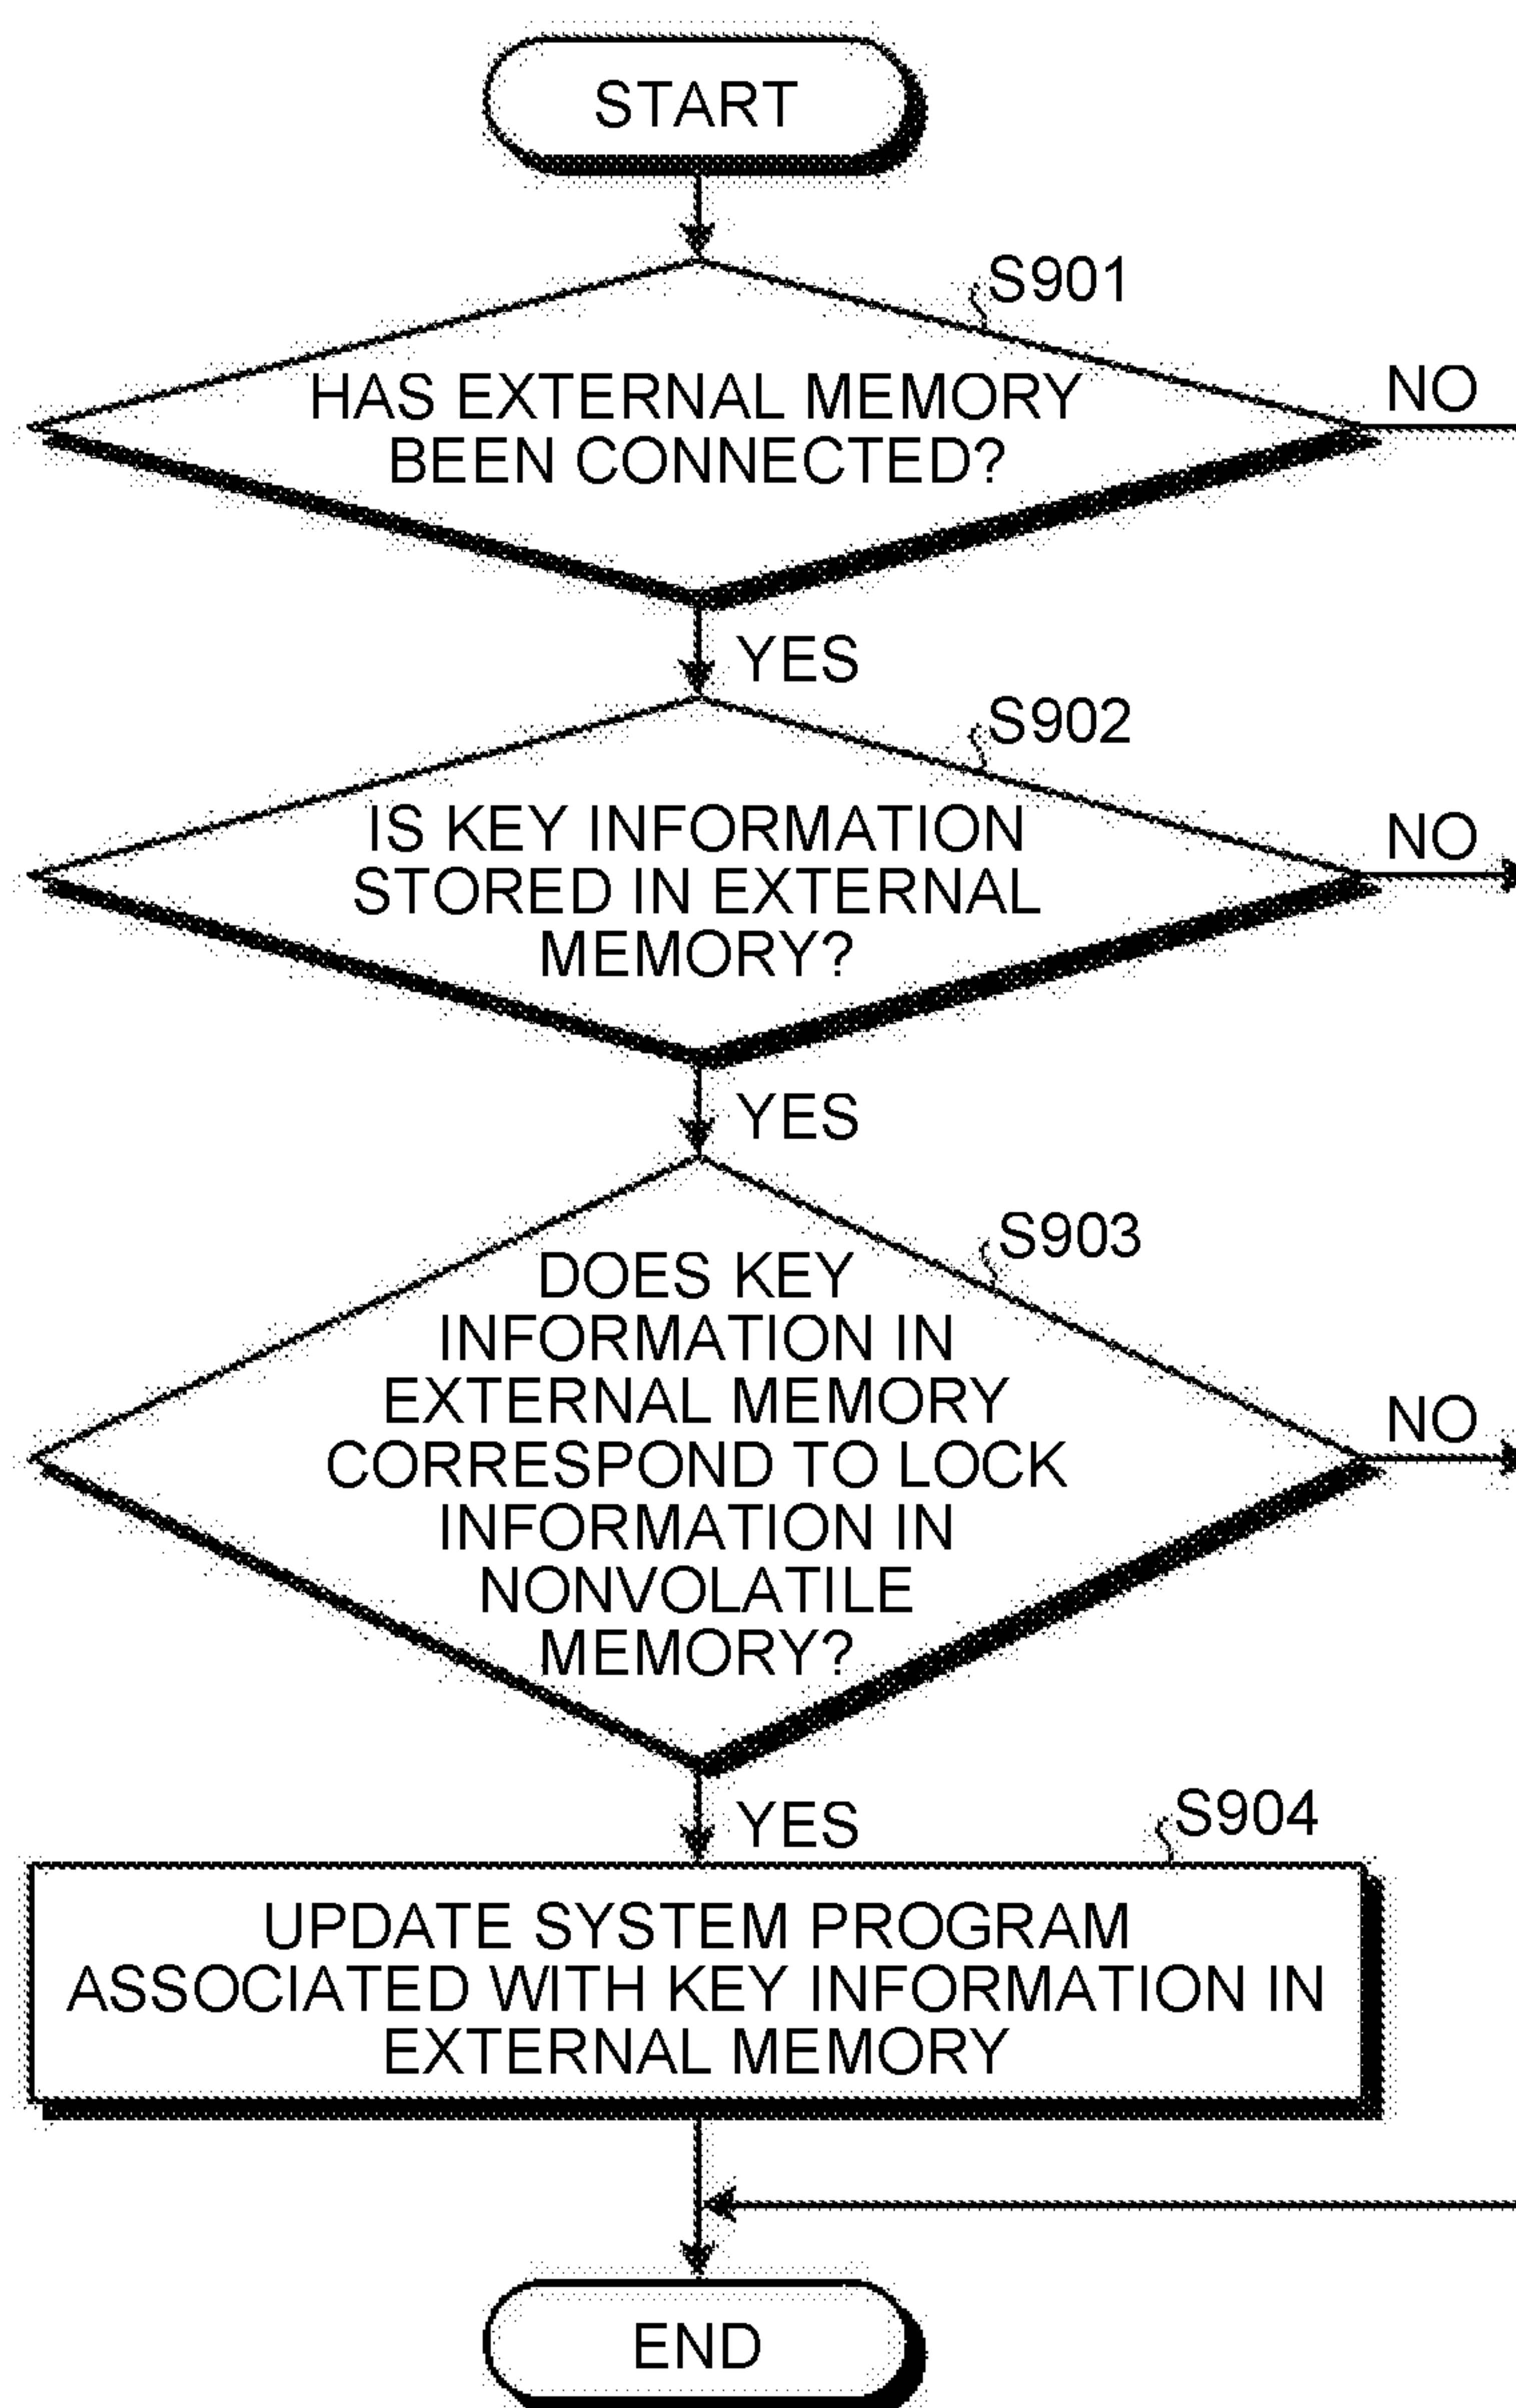 START
S901
HAS EXTERNAL MEMORY
BEEN CONNECTED?
NO
YES
S902
IS KEY INFORMATION
STORED IN EXTERNAL
MEMORY?
NO
YES
S903
DOES KEY
INFORMATION IN
EXTERNAL MEMORY
CORRESPOND TO LOCK
INFORMATION IN
NONVOLATILE
MEMORY?
NO
YES
S904
UPDATE SYSTEM PROGRAM
ASSOCIATED WITH KEY INFORMATION IN
EXTERNAL MEMORY
END